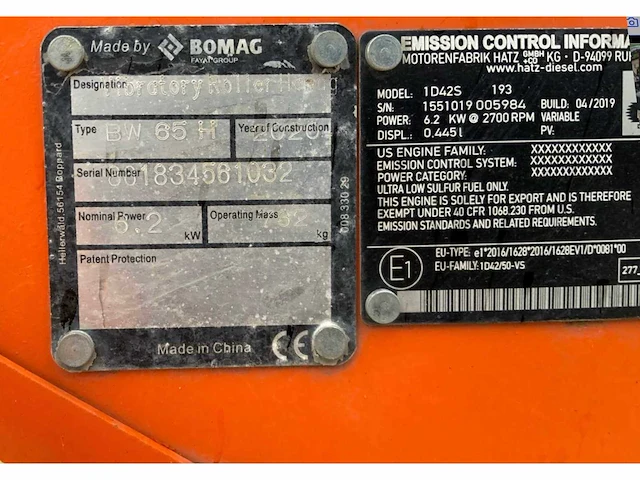 Made by BOMAG
FAYAT GROUP
Designation
Vibratory Roller
Type BW 65 H Year of Construction
Serial Number
861834561032
Nominal Power 6.2 kW Operating Mass kg
Patent Protection
Made in China CE
Hellerwald, 56154 Boppard
008 330 29
EMISSION CONTROL
MOTORENFABRIK HATZ GMBH +CO KG • D-94099
www.hatz-diesel.com
MODEL: 1D42S 193
S/N: 1551019 005984 BUILD: 04/2019
POWER: 6.2 KW @ 2700 RPM VARIABLE
DISPL.: 0.445l PV:
US ENGINE FAMILY: XXXXXXXXXXXX
EMISSION CONTROL SYSTEM: XXXXXXXXXXXX
POWER CATEGORY: XXXXXXXXXXXX
ULTRA LOW SULFUR FUEL ONLY.
THIS ENGINE IS SOLELY FOR EXPORT AND IS THEREFORE
EXEMPT UNDER 40 CFR 1068.230 FROM U.S.
EMISSION STANDARDS AND RELATED REQUIREMENTS.
E1
EU-TYPE: e1*2016/1628*2016/1628EV1/D*0081*00
EU-FAMILY: 1D42/50-VS
277